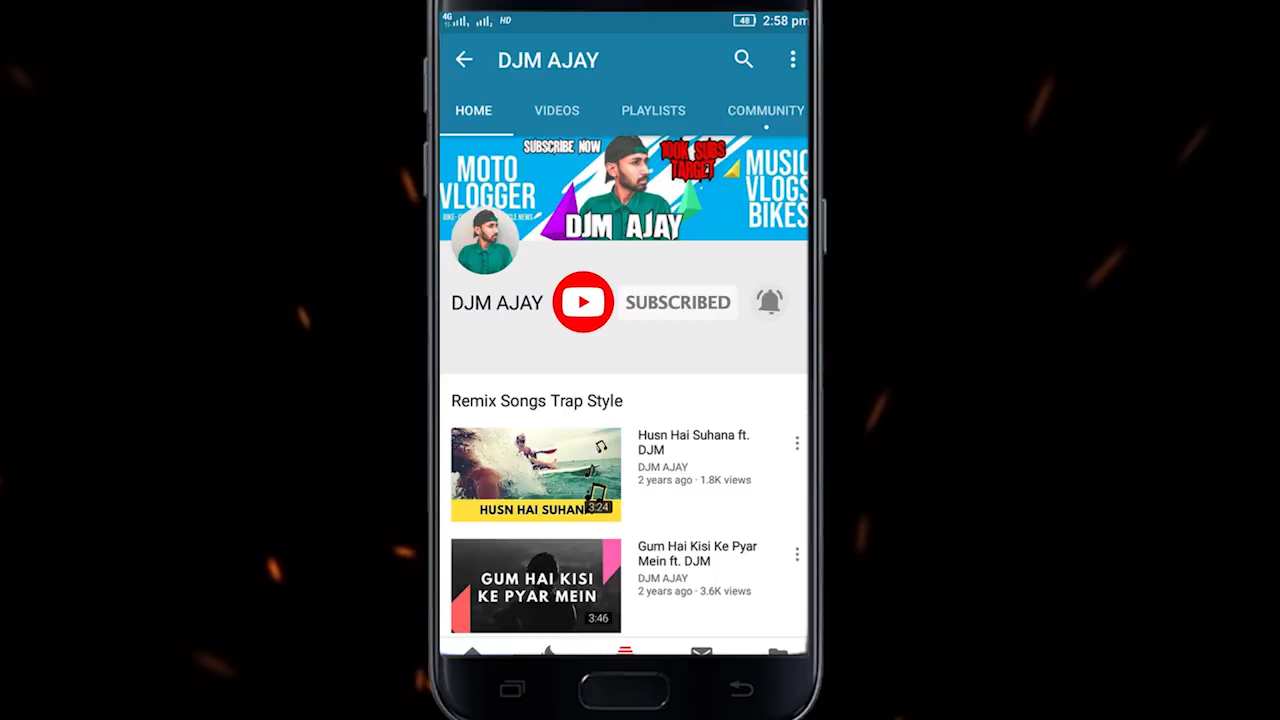 4G HD 48 2:58 pm
DJM AJAY
HOME VIDEOS PLAYLISTS COMMUNITY
SUBSCRIBE NOW
100K SUBS
TARGET
MOTO
VLOGGER
MUSIC
VLOGS
BIKES
DJM AJAY
DJM AJAY SUBSCRIBED
Remix Songs Trap Style
Husn Hai Suhana ft.
DJM
DJM AJAY
2 years ago · 1.8K views
HUSN HAI SUHAN
3:24
Gum Hai Kisi Ke Pyar
Mein ft. DJM
DJM AJAY
2 years ago · 3.6K views
GUM HAI KISI
KE PYAR MEIN
3:46